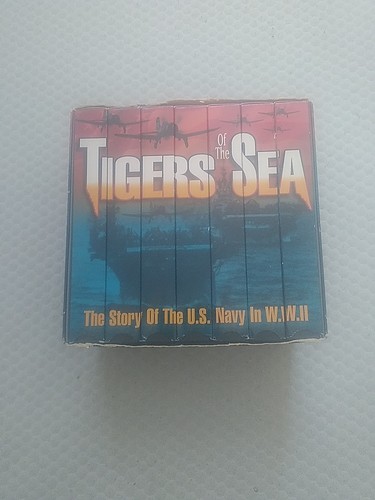 Tigers Of The Sea
The Story Of The U.S. Navy In W.W.II